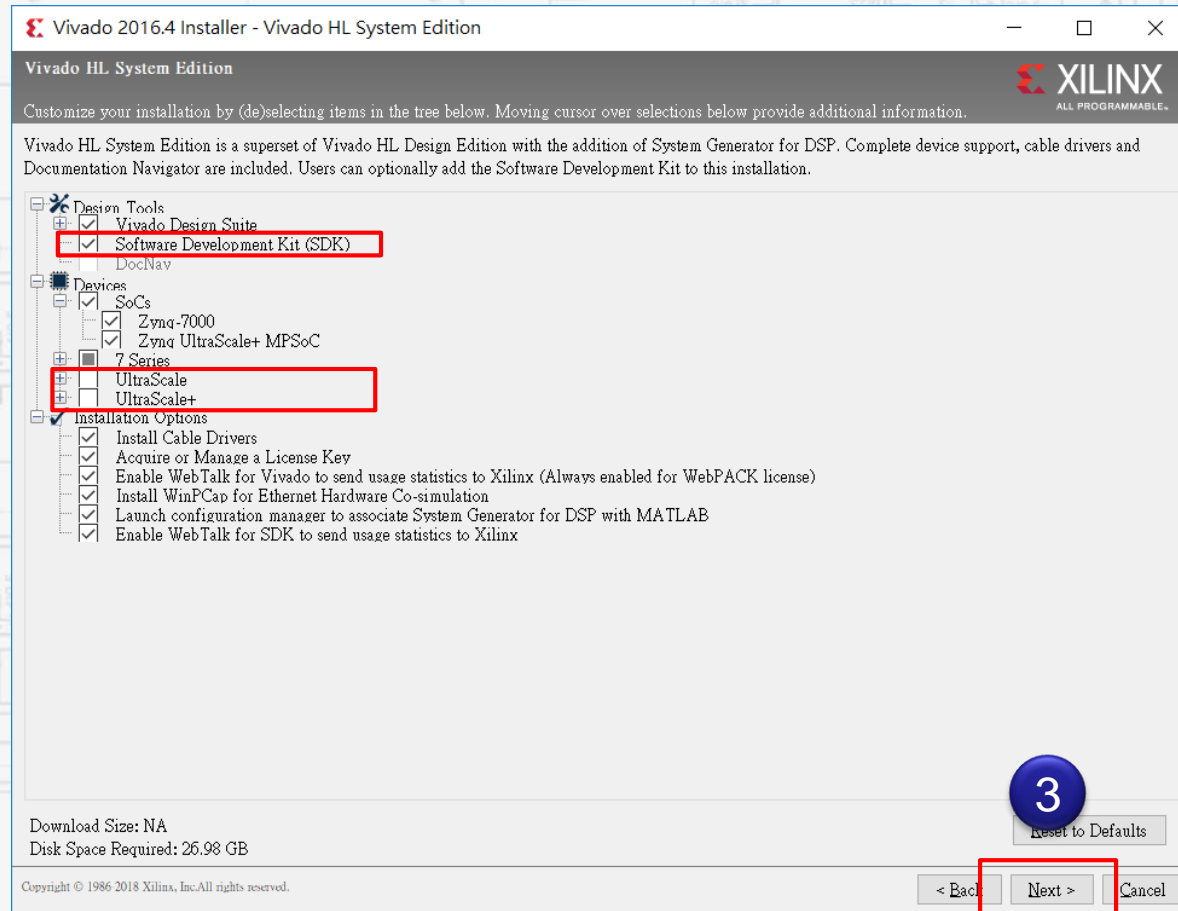 Vivado 2016.4 Installer - Vivado HL System Edition
Vivado HL System Edition
XILINX
ALL PROGRAMMABLE™
Customize your installation by (de)selecting items in the tree below. Moving cursor over selections below provide additional information.
Vivado HL System Edition is a superset of Vivado HL Design Edition with the addition of System Generator for DSP. Complete device support, cable drivers and
Documentation Navigator are included. Users can optionally add the Software Development Kit to this installation.
Design Tools
Vivado Design Suite
Software Development Kit (SDK)
DocNav
Devices
SoCs
Zynq-7000
Zynq UltraScale+ MPSoC
7 Series
UltraScale
UltraScale+
Installation Options
Install Cable Drivers
Acquire or Manage a License Key
Enable WebTalk for Vivado to send usage statistics to Xilinx (Always enabled for WebPACK license)
Install WinPCap for Ethernet Hardware Co-simulation
Launch configuration manager to associate System Generator for DSP with MATLAB
Enable WebTalk for SDK to send usage statistics to Xilinx
3
Download Size: NA
Reset to Defaults
Disk Space Required: 26.98 GB
Copyright © 1986-2018 Xilinx, Inc.All rights reserved.
< Back Next > Cancel